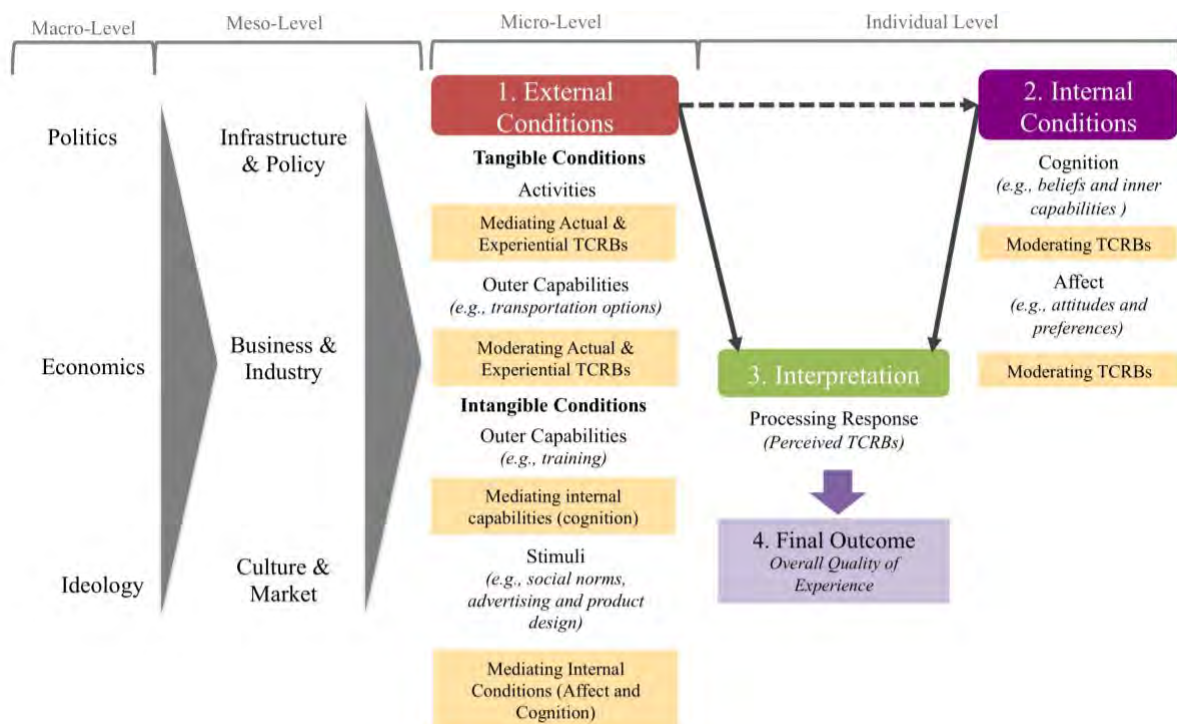 Macro-Level
Meso-Level
Micro-Level
Individual Level
Politics
Economics
Ideology
Infrastructure
& Policy
Business &
Industry
Culture &
Market
1. External
Conditions
Tangible Conditions
Activities
Mediating Actual &
Experiential TCRBs
Outer Capabilities
(e.g., transportation options)
Moderating Actual &
Experiential TCRBs
Intangible Conditions
Outer Capabilities
(e.g., training)
Mediating internal
capabilities (cognition)
Stimuli
(e.g., social norms,
advertising and product
design)
Mediating Internal
Conditions (Affect and
Cognition)
2. Internal
Conditions
Cognition
(e.g., beliefs and inner
capabilities )
Moderating TCRBs
Affect
(e.g., attitudes and
preferences)
Moderating TCRBs
3. Interpretation
Processing Response
(Perceived TCRBs)
4. Final Outcome
Overall Quality of
Experience